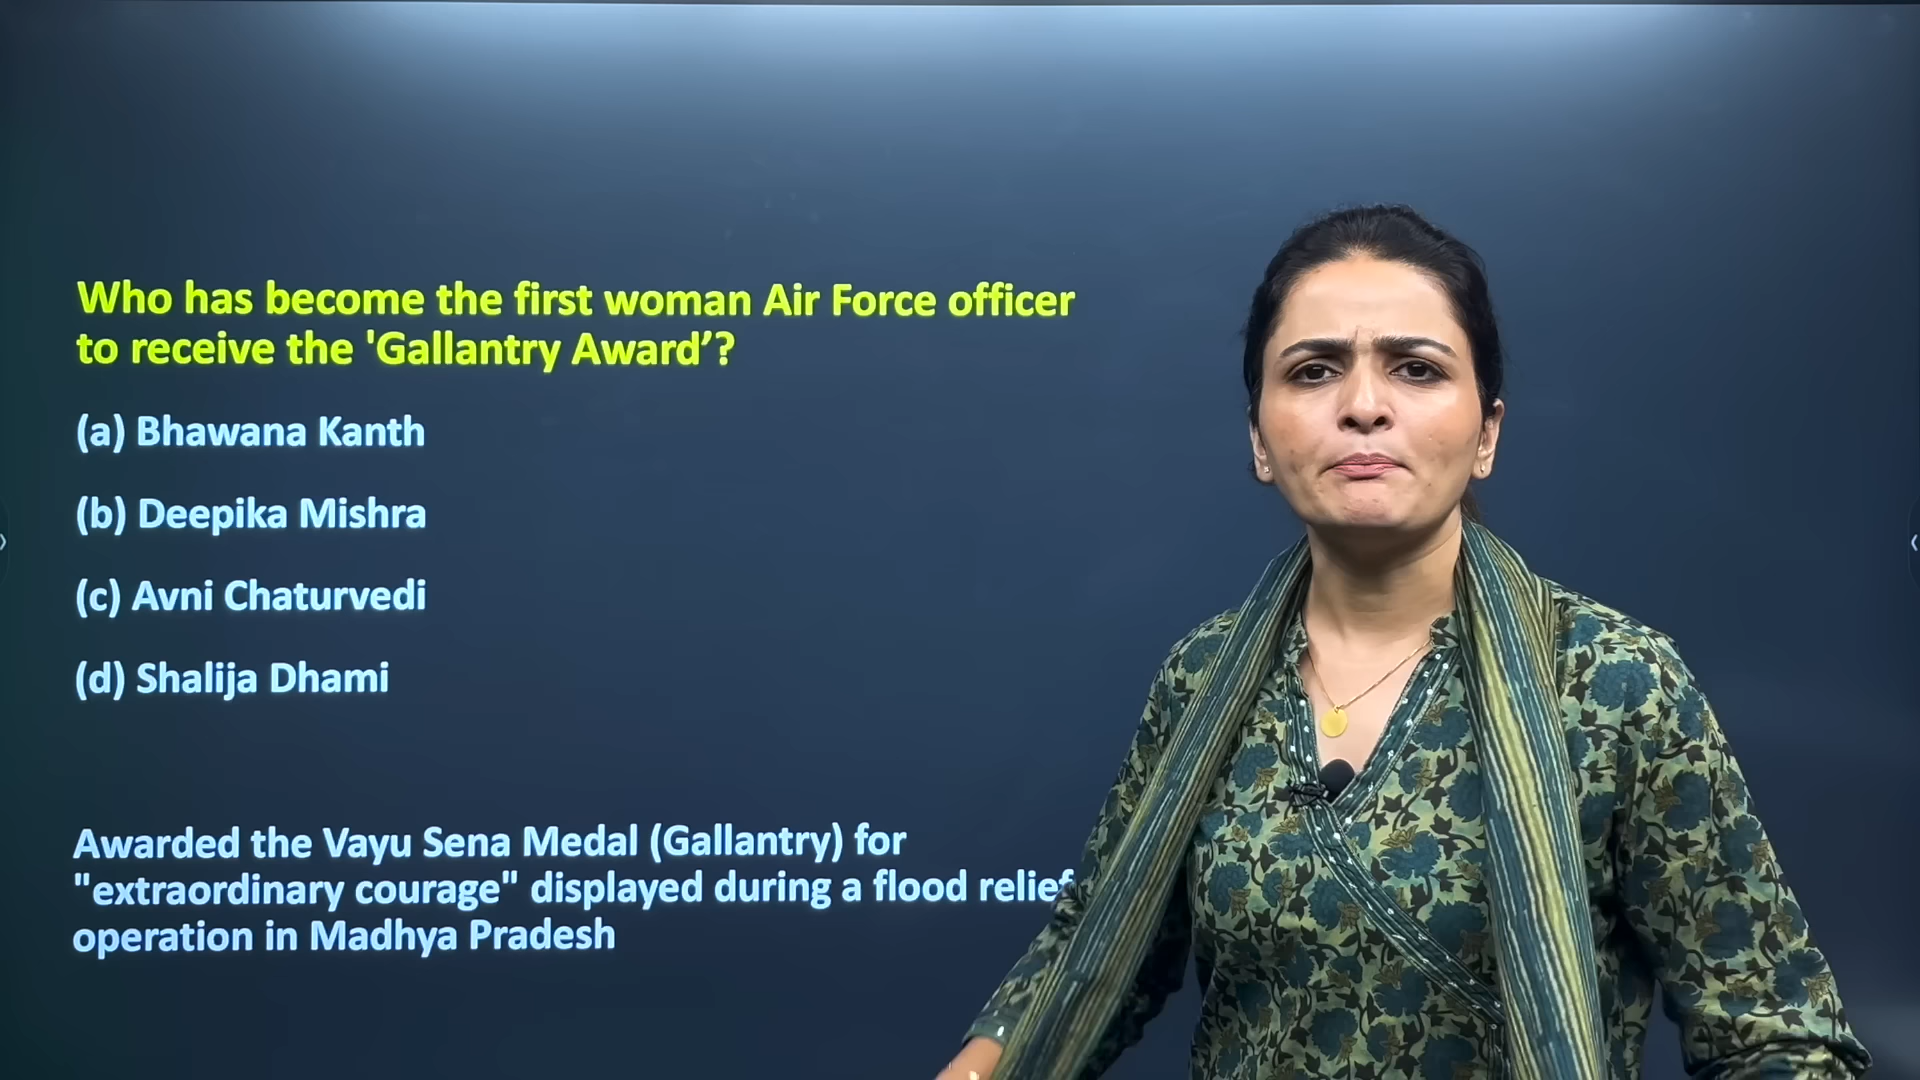 Who has become the first woman Air Force officer
to receive the 'Gallantry Award’?
(a) Bhawana Kanth
(b) Deepika Mishra
(c) Avni Chaturvedi
(d) Shalija Dhami
Awarded the Vayu Sena Medal (Gallantry) for
"extraordinary courage" displayed during a flood relief
operation in Madhya Pradesh